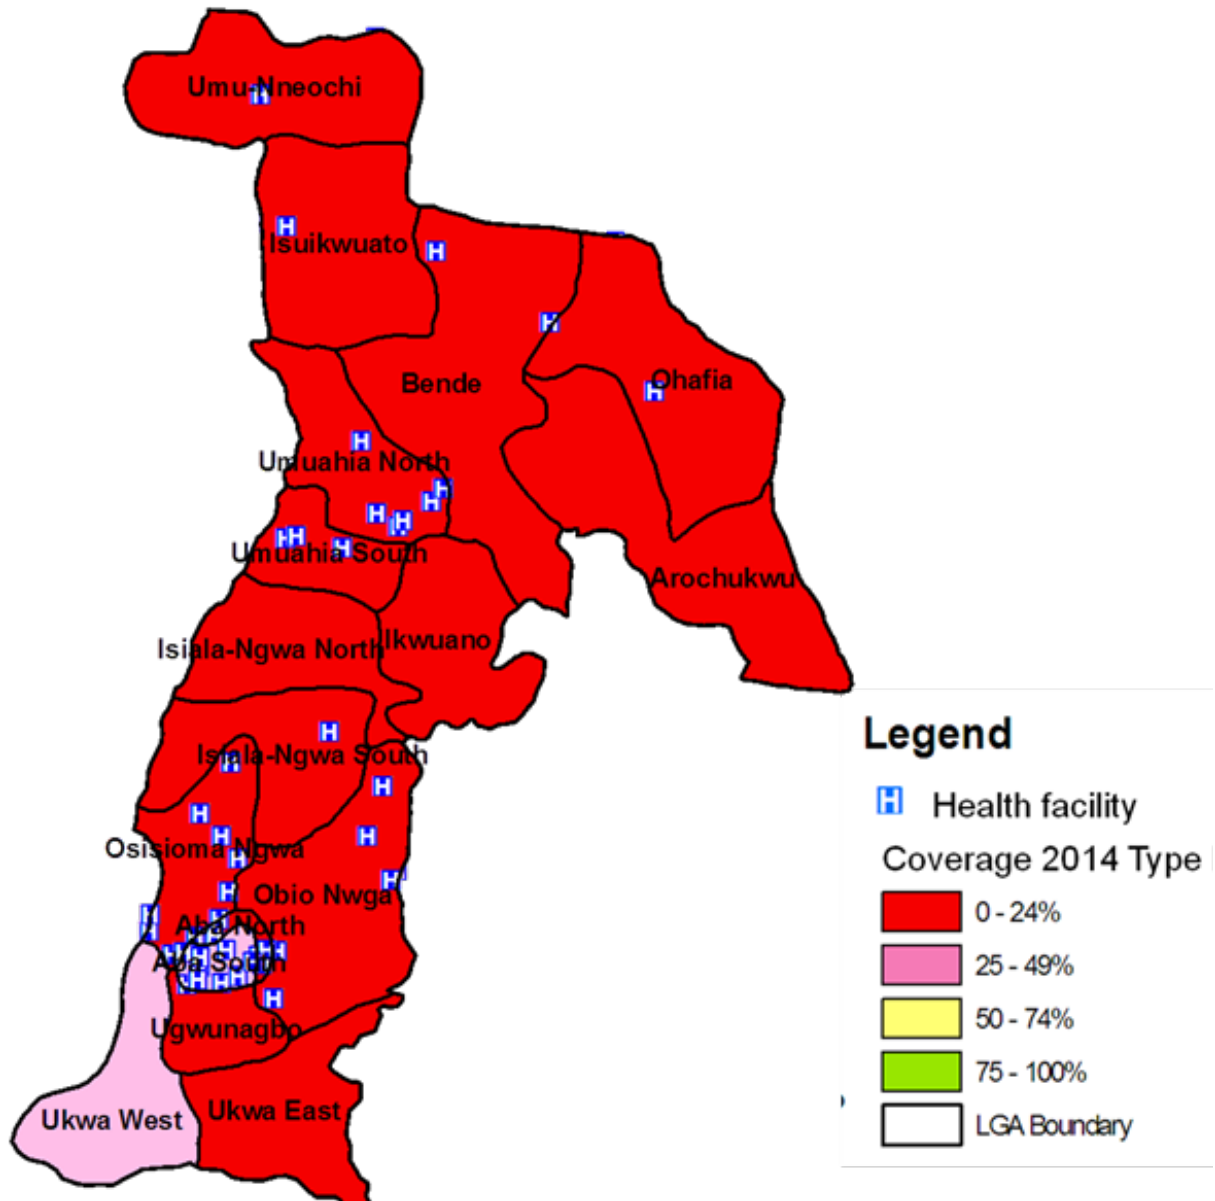 Umu-Nneochi
Isuikwuato
Ohafia
Bende
Umuahia North
Umuahia South
Arochukwu
Ikwuano
Isiala-Ngwa North
Isiala-Ngwa South
Osisioma Ngwa
Obio Nwga
Aba North
Aba South
Ugwunagbo
Ukwa East
Ukwa West
Legend
H Health facility
Coverage 2014 Type
0 - 24%
25 - 49%
50 - 74%
75 - 100%
LGA Boundary